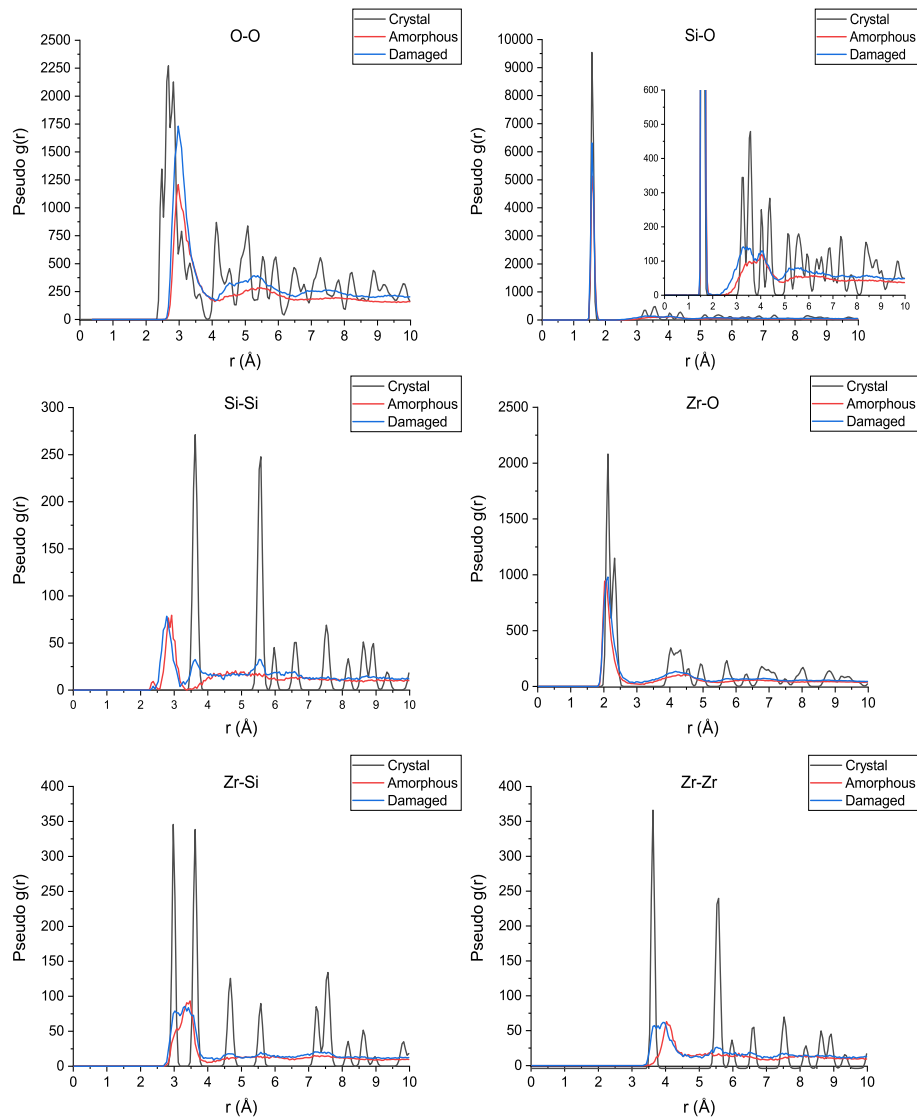 O-O
Crystal
Amorphous
Damaged
Pseudo g(r)
2500
2250
2000
1750
1500
1250
1000
750
500
250
0
0 1 2 3 4 5 6 7 8 9 10
r (Å)
Si-O
Crystal
Amorphous
Damaged
Pseudo g(r)
10000
9000
8000
7000
6000
5000
4000
3000
2000
1000
0
0 1 2 3 4 5 6 7 8 9 10
r (Å)
600
500
400
300
200
100
0
0 1 2 3 4 5 6 7 8 9 10
Si-Si
Crystal
Amorphous
Damaged
Pseudo g(r)
300
250
200
150
100
50
0
0 1 2 3 4 5 6 7 8 9 10
r (Å)
Zr-O
Crystal
Amorphous
Damaged
Pseudo g(r)
2500
2000
1500
1000
500
0
0 1 2 3 4 5 6 7 8 9 10
r (Å)
Zr-Si
Crystal
Amorphous
Damaged
Pseudo g(r)
400
350
300
250
200
150
100
50
0
0 1 2 3 4 5 6 7 8 9 10
r (Å)
Zr-Zr
Crystal
Amorphous
Damaged
Pseudo g(r)
400
350
300
250
200
150
100
50
0
0 1 2 3 4 5 6 7 8 9 10
r (Å)